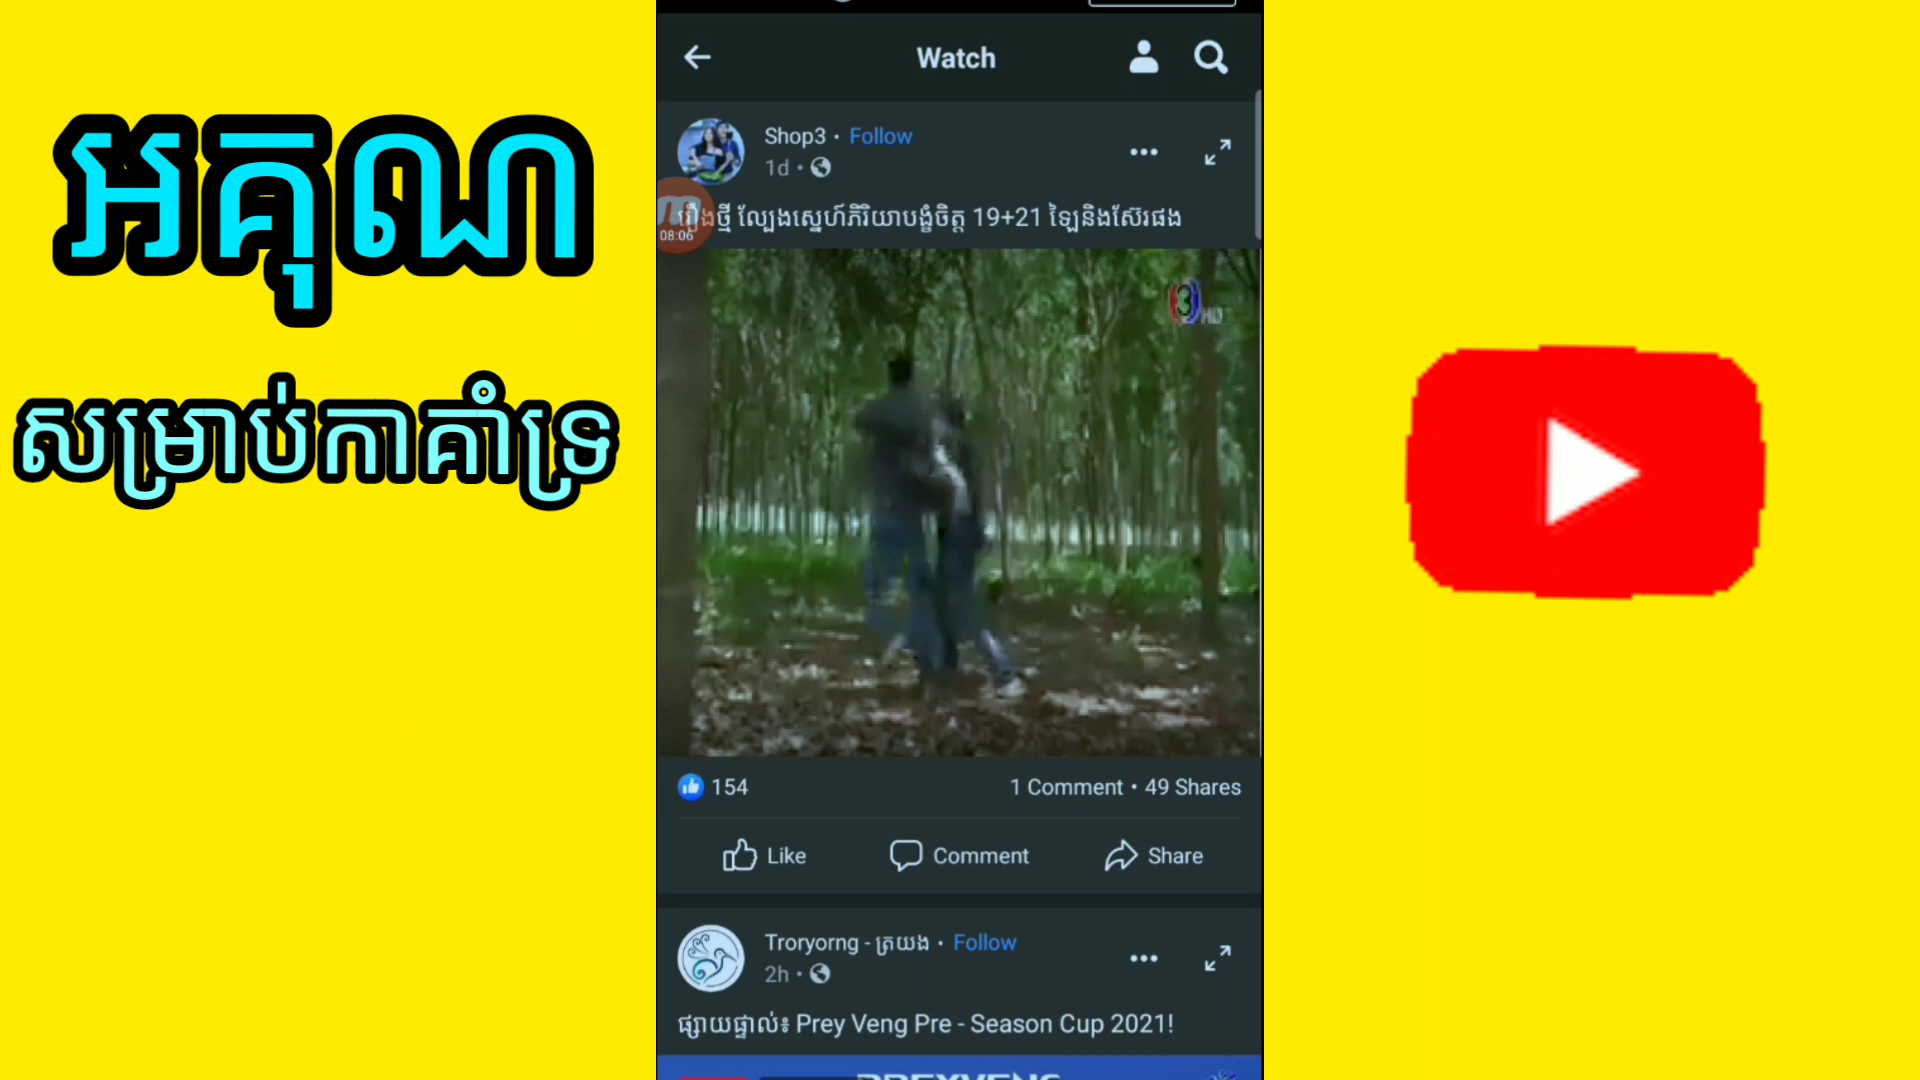 អគុណ
សម្រាប់កាគាំទ្រ
Watch
Shop3 · Follow
1d ·
រឿងថ្មី ល្បែងស្នេហ៍ភិរិយាបង្ខំចិត្ត 19+21 ឡៃនិងស៊ែរផង
08:06
3 HD
154
1 Comment · 49 Shares
Like
Comment
Share
Troryorng - ត្រយង · Follow
2h ·
ផ្សាយផ្ទាល់៖ Prey Veng Pre - Season Cup 2021!